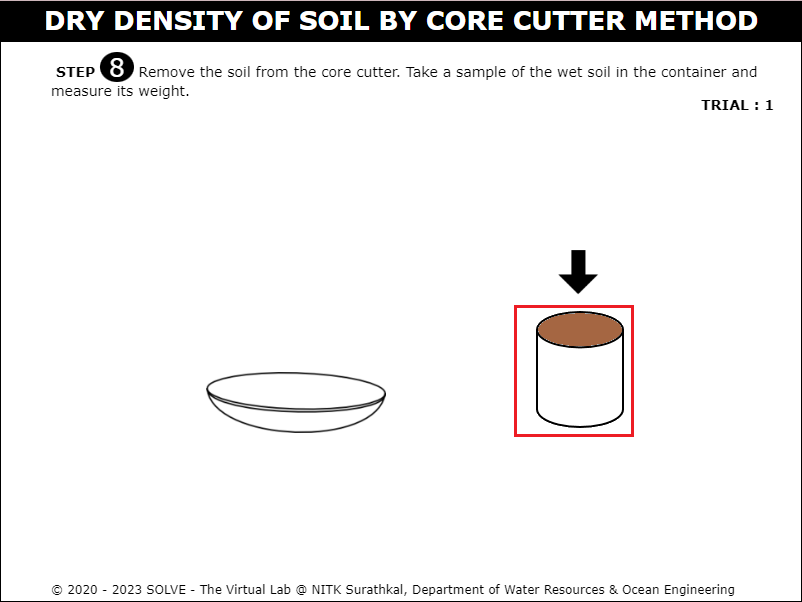 DRY DENSITY OF SOIL BY CORE CUTTER METHOD
STEP 8 Remove the soil from the core cutter. Take a sample of the wet soil in the container and
measure its weight.
TRIAL : 1
© 2020 - 2023 SOLVE - The Virtual Lab @ NITK Surathkal, Department of Water Resources & Ocean Engineering